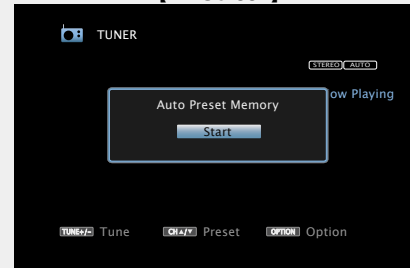 TUNER
STEREO AUTO
ow Playing
Auto Preset Memory
Start
TUNE+/- Tune CH▲/▼ Preset OPTION Option